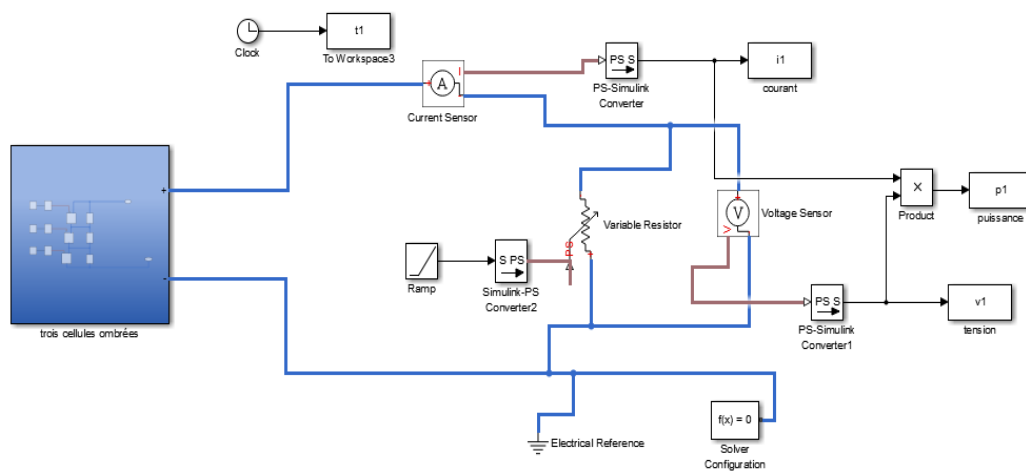 t1
Clock
To Workspace3
A
I
Current Sensor
PS S
PS-Simulink
Converter
i1
courant
+
-
trois cellules ombrées
Ramp
S PS
Simulink-PS
Converter2
PS
Variable Resistor
+
V
V
Voltage Sensor
×
Product
p1
puissance
PS S
PS-Simulink
Converter1
v1
tension
Electrical Reference
f(x) = 0
Solver
Configuration